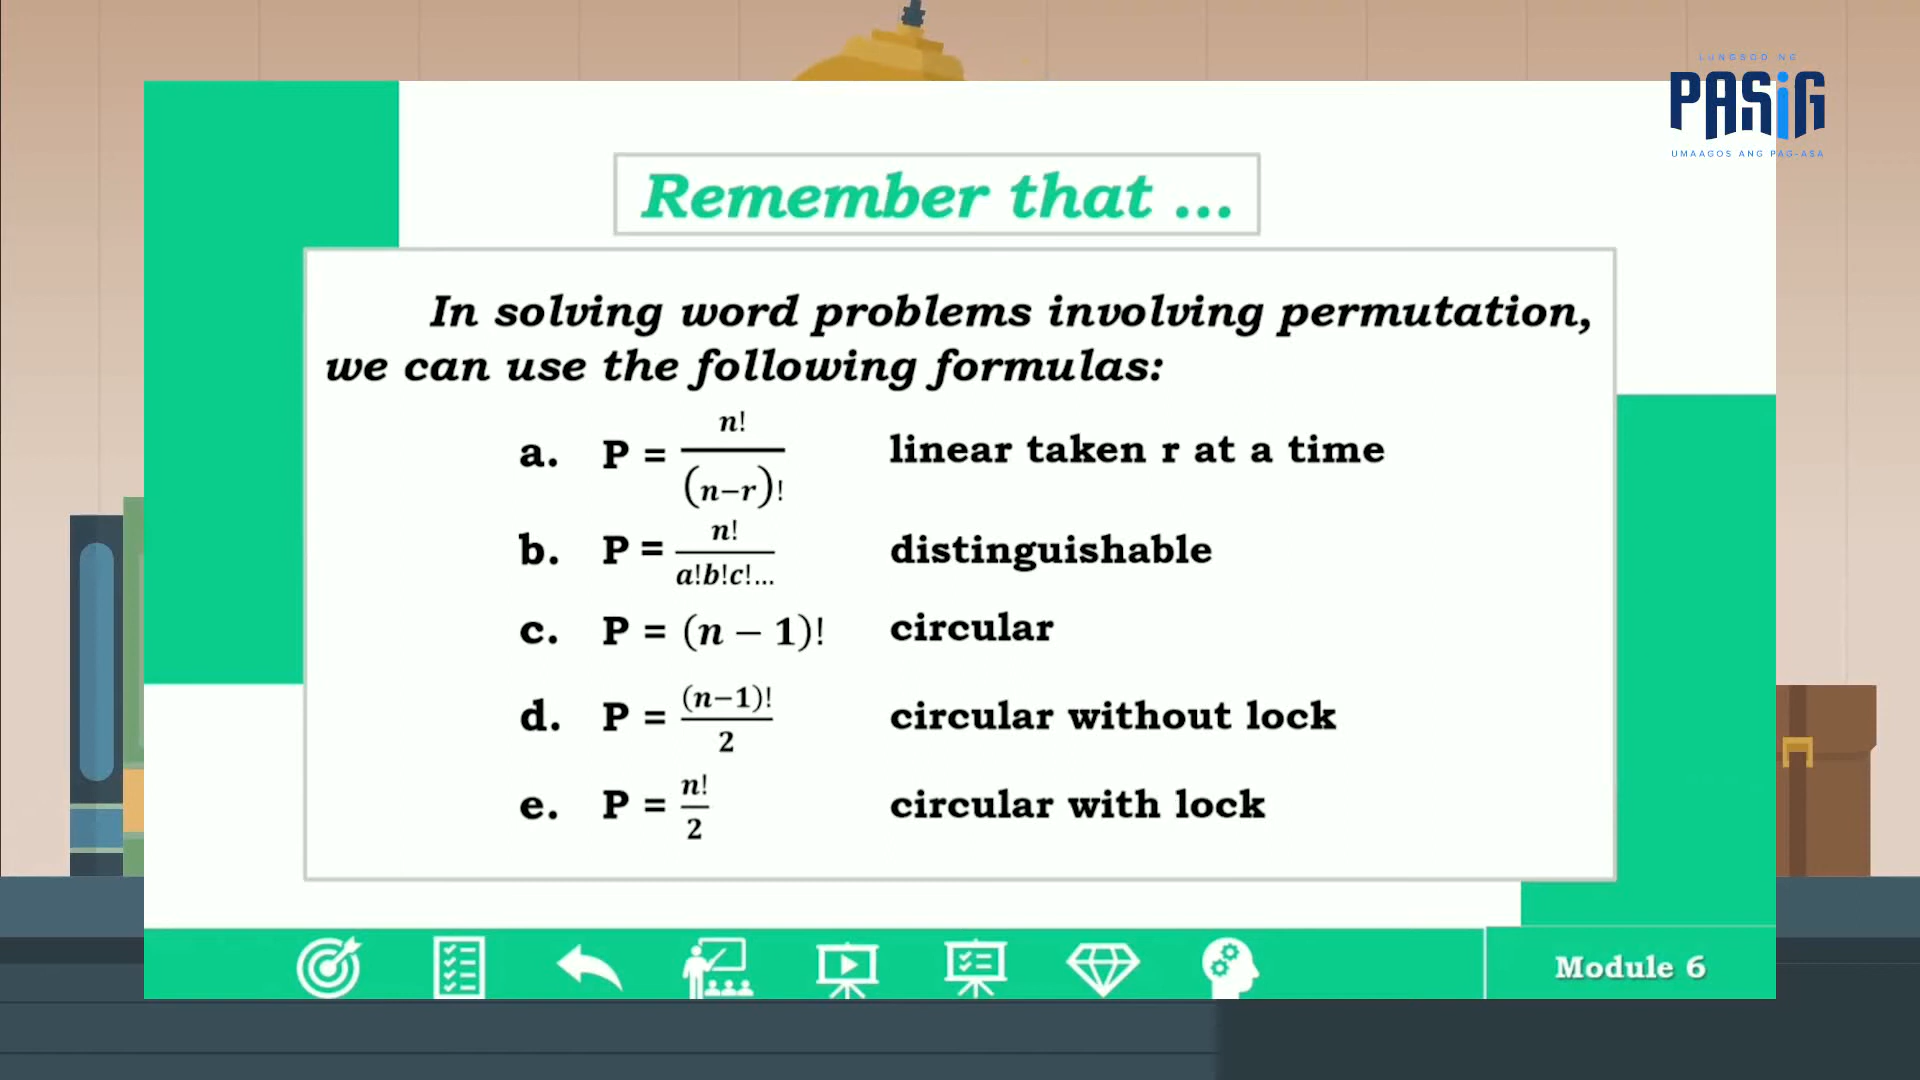 LUNGSOD NG
PASiG
UMAAGOS ANG PAG-ASA
Remember that ...
In solving word problems involving permutation,
we can use the following formulas:
a. P = n!/(n−r)! linear taken r at a time
b. P = n!/a!b!c!... distinguishable
c. P = (n − 1)! circular
d. P = (n−1)!/2 circular without lock
e. P = n!/2 circular with lock
Module 6